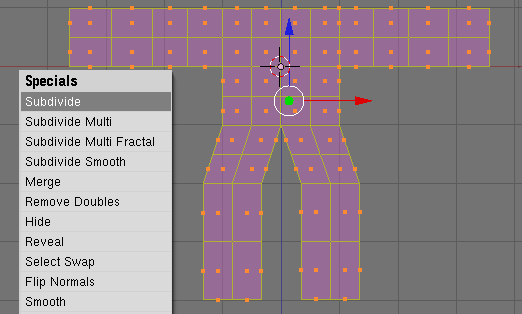 Specials
Subdivide
Subdivide Multi
Subdivide Multi Fractal
Subdivide Smooth
Merge
Remove Doubles
Hide
Reveal
Select Swap
Flip Normals
Smooth